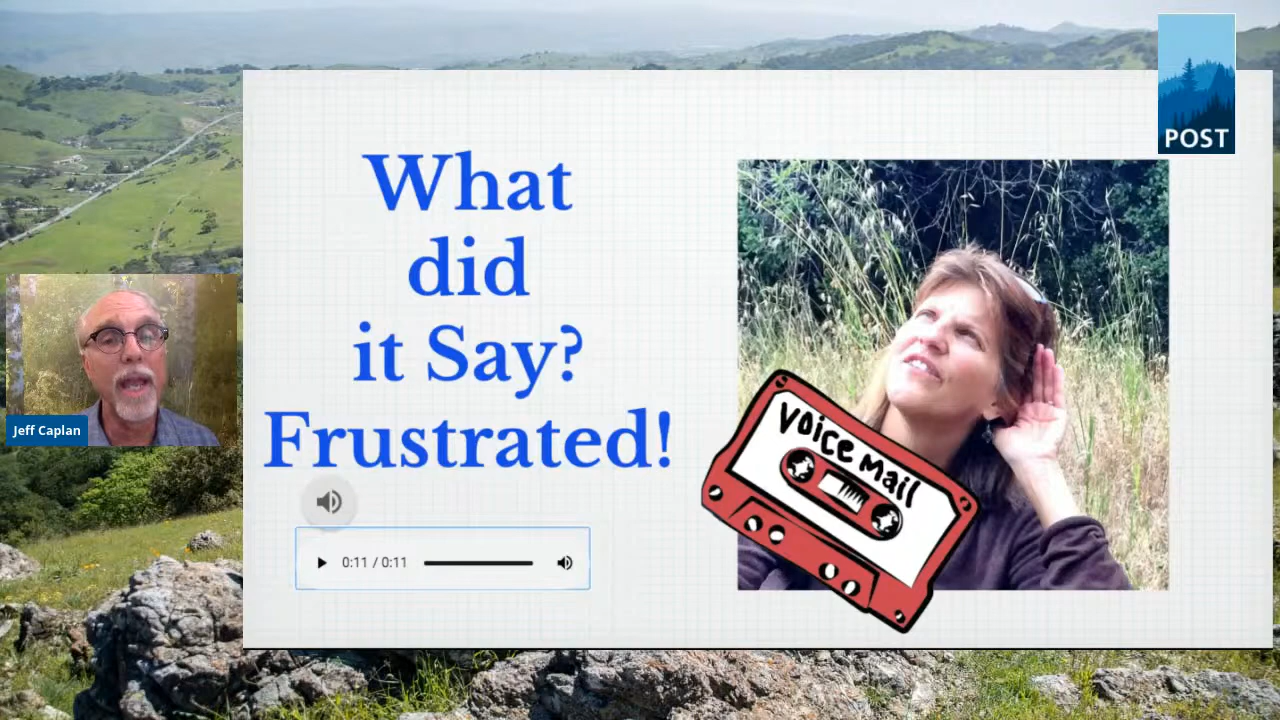 POST
What
did
it Say?
Frustrated!
voice mail
Jeff Caplan
0:11 / 0:11